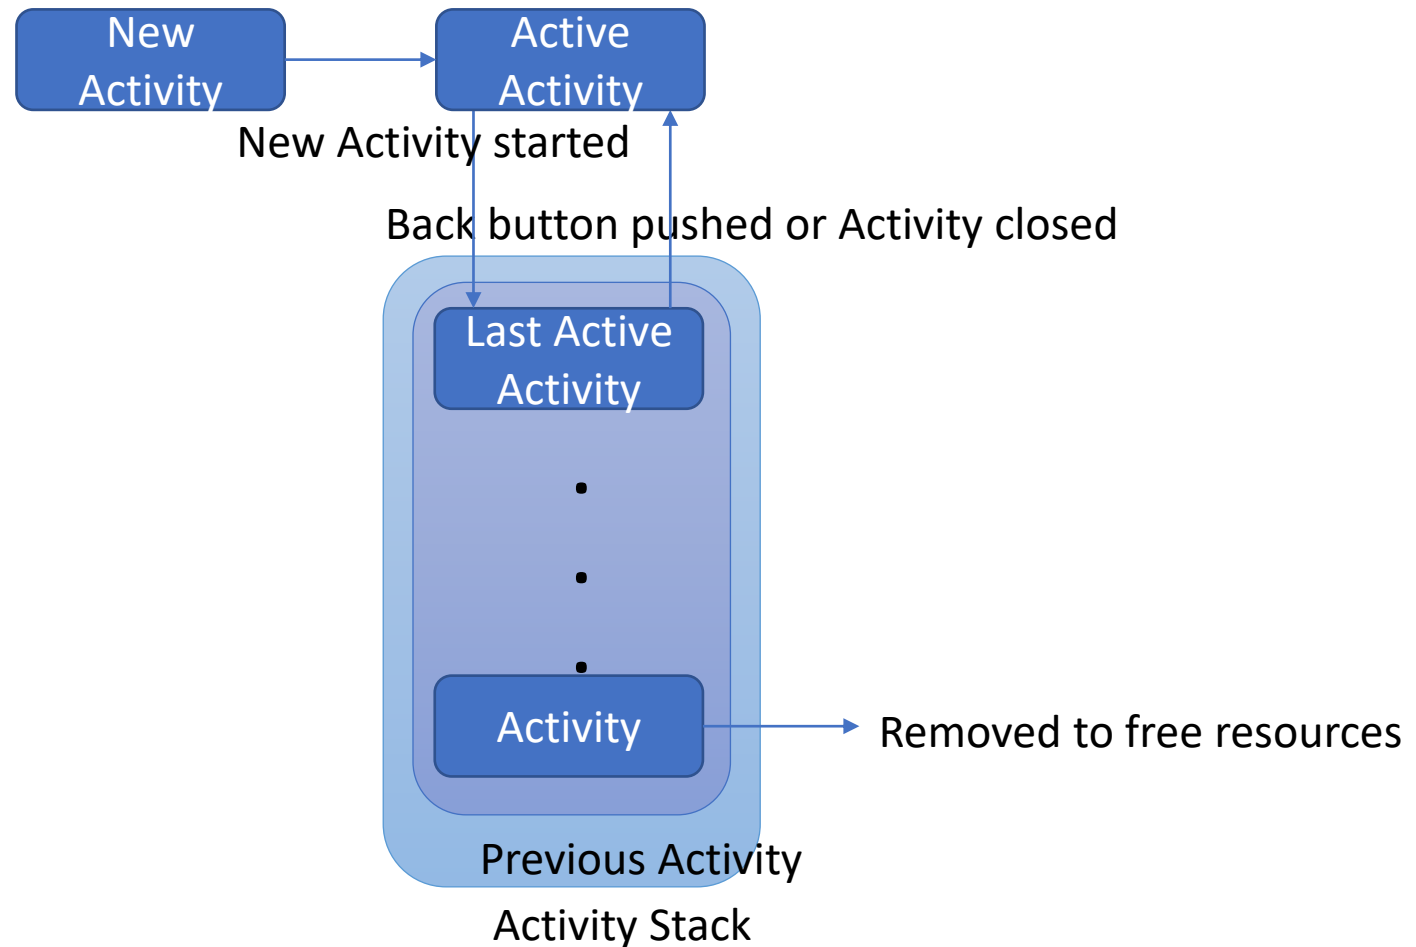 New
Activity
Active
Activity
New Activity started
Back button pushed or Activity closed
Last Active
Activity
.
.
.
Activity
Removed to free resources
Previous Activity
Activity Stack